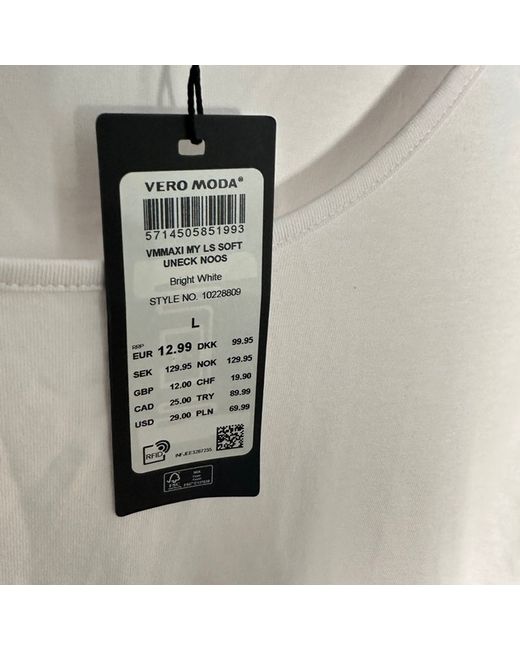 VERO MODA®
5714505851993
VMMAXI MY LS SOFT
UNECK NOOS
Bright White
STYLE NO. 10228809
L
RRP
EUR 12.99 DKK 99.95
SEK 129.95 NOK 129.95
GBP 12.00 CHF 19.90
CAD 25.00 TRY 89.99
USD 29.00 PLN 69.99
RFID
FSC
MIX